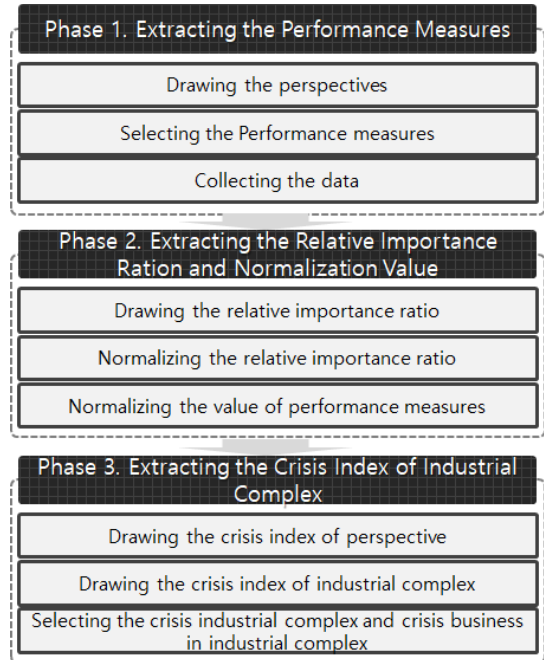 Phase 1. Extracting the Performance Measures
Drawing the perspectives
Selecting the Performance measures
Collecting the data
Phase 2. Extracting the Relative Importance
Ration and Normalization Value
Drawing the relative importance ratio
Normalizing the relative importance ratio
Normalizing the value of performance measures
Phase 3. Extracting the Crisis Index of Industrial
Complex
Drawing the crisis index of perspective
Drawing the crisis index of industrial complex
Selecting the crisis industrial complex and crisis business
in industrial complex